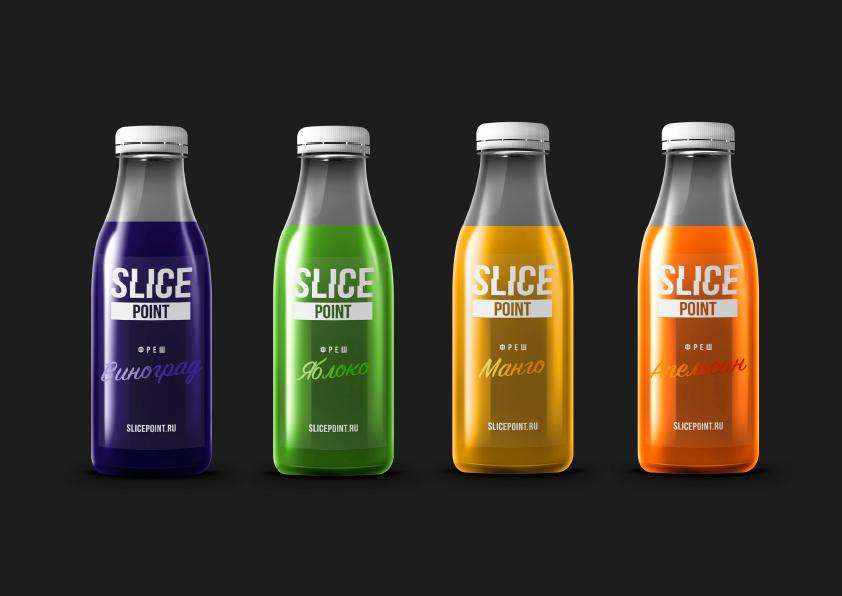 SLICE
POINT
ФРЕШ
Виноград
SLICEPOINT.RU
SLICE
POINT
ФРЕШ
Яблоко
SLICEPOINT.RU
SLICE
POINT
ФРЕШ
Манго
SLICEPOINT.RU
SLICE
POINT
ФРЕШ
Апельсин
SLICEPOINT.RU